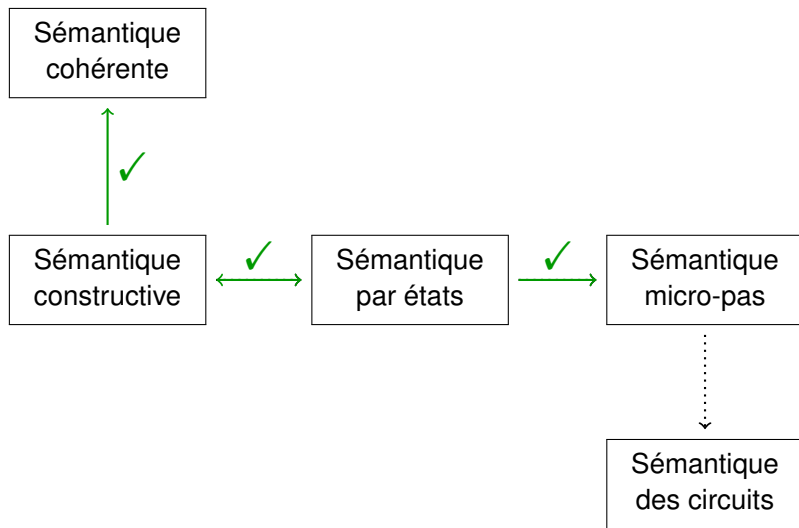 Sémantique
cohérente
Sémantique
constructive
Sémantique
par états
Sémantique
micro-pas
Sémantique
des circuits